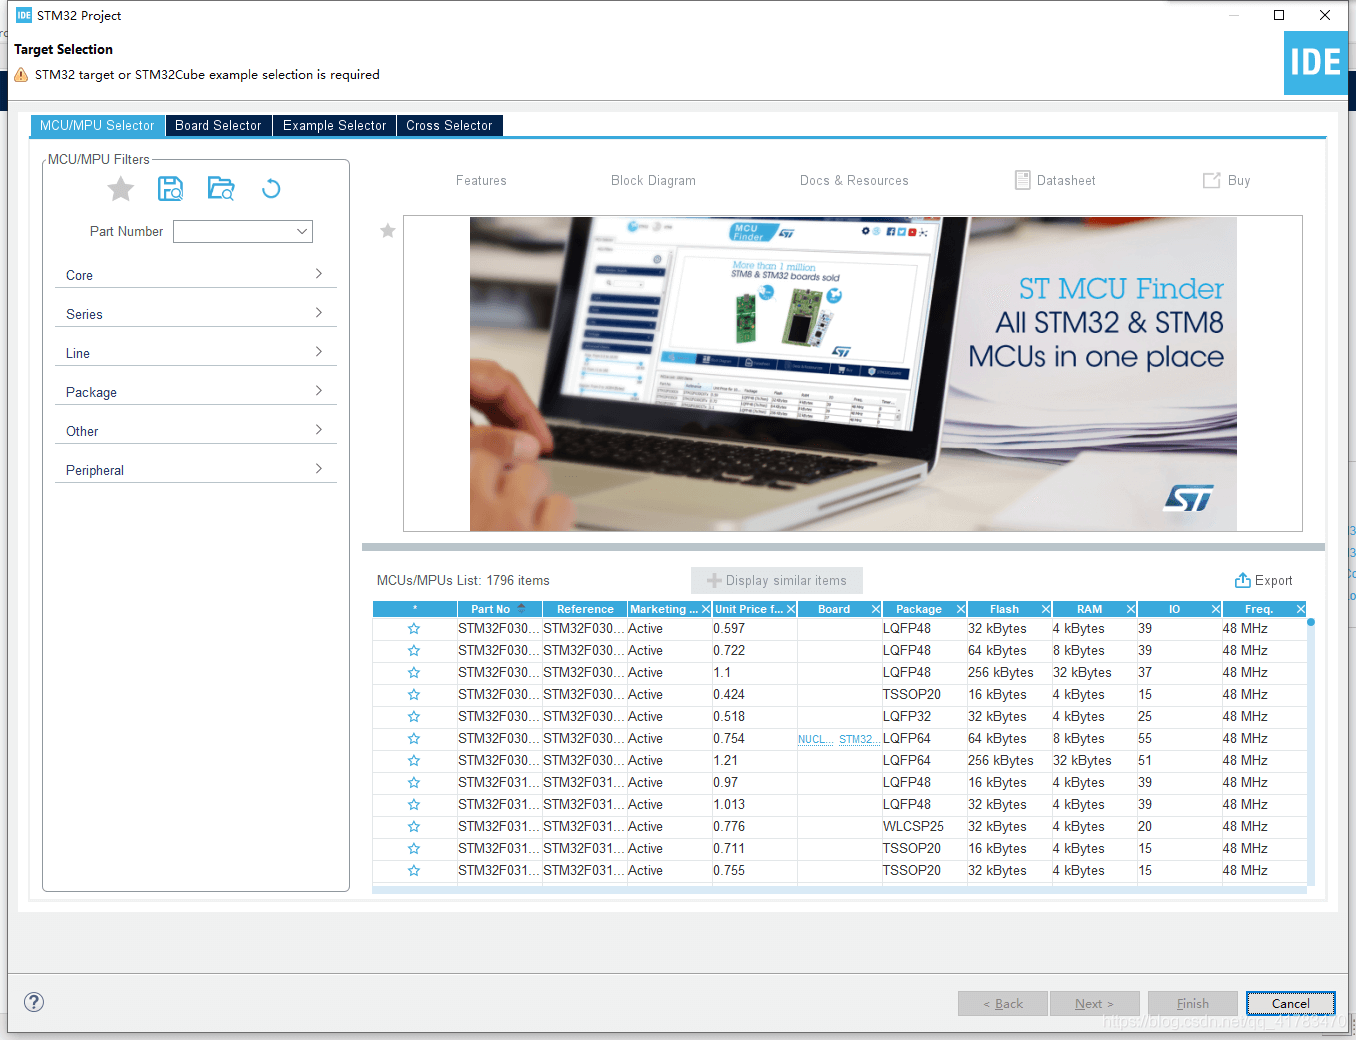 IDE STM32 Project
Target Selection
STM32 target or STM32Cube example selection is required
IDE
MCU/MPU Selector Board Selector Example Selector Cross Selector
MCU/MPU Filters
Part Number
Core
Series
Line
Package
Other
Peripheral
Features Block Diagram Docs & Resources Datasheet Buy
MCU Finder
More than 1 million
STM8 & STM32 boards sold
ST MCU Finder
All STM32 & STM8
MCUs in one place
ST
MCUs/MPUs List: 1796 items Display similar items Export
* Part No Reference Marketing ... Unit Price f... Board Package Flash RAM IO Freq.
STM32F030... STM32F030... Active 0.597 LQFP48 32 kBytes 4 kBytes 39 48 MHz
STM32F030... STM32F030... Active 0.722 LQFP48 64 kBytes 8 kBytes 39 48 MHz
STM32F030... STM32F030... Active 1.1 LQFP48 256 kBytes 32 kBytes 37 48 MHz
STM32F030... STM32F030... Active 0.424 TSSOP20 16 kBytes 4 kBytes 15 48 MHz
STM32F030... STM32F030... Active 0.518 LQFP32 32 kBytes 4 kBytes 25 48 MHz
STM32F030... STM32F030... Active 0.754 NUCL... STM32... LQFP64 64 kBytes 8 kBytes 55 48 MHz
STM32F030... STM32F030... Active 1.21 LQFP64 256 kBytes 32 kBytes 51 48 MHz
STM32F031... STM32F031... Active 0.97 LQFP48 16 kBytes 4 kBytes 39 48 MHz
STM32F031... STM32F031... Active 1.013 LQFP48 32 kBytes 4 kBytes 39 48 MHz
STM32F031... STM32F031... Active 0.776 WLCSP25 32 kBytes 4 kBytes 20 48 MHz
STM32F031... STM32F031... Active 0.711 TSSOP20 16 kBytes 4 kBytes 15 48 MHz
STM32F031... STM32F031... Active 0.755 TSSOP20 32 kBytes 4 kBytes 15 48 MHz
? < Back Next > Finish Cancel
https://blog.csdn.net/qq_41783470